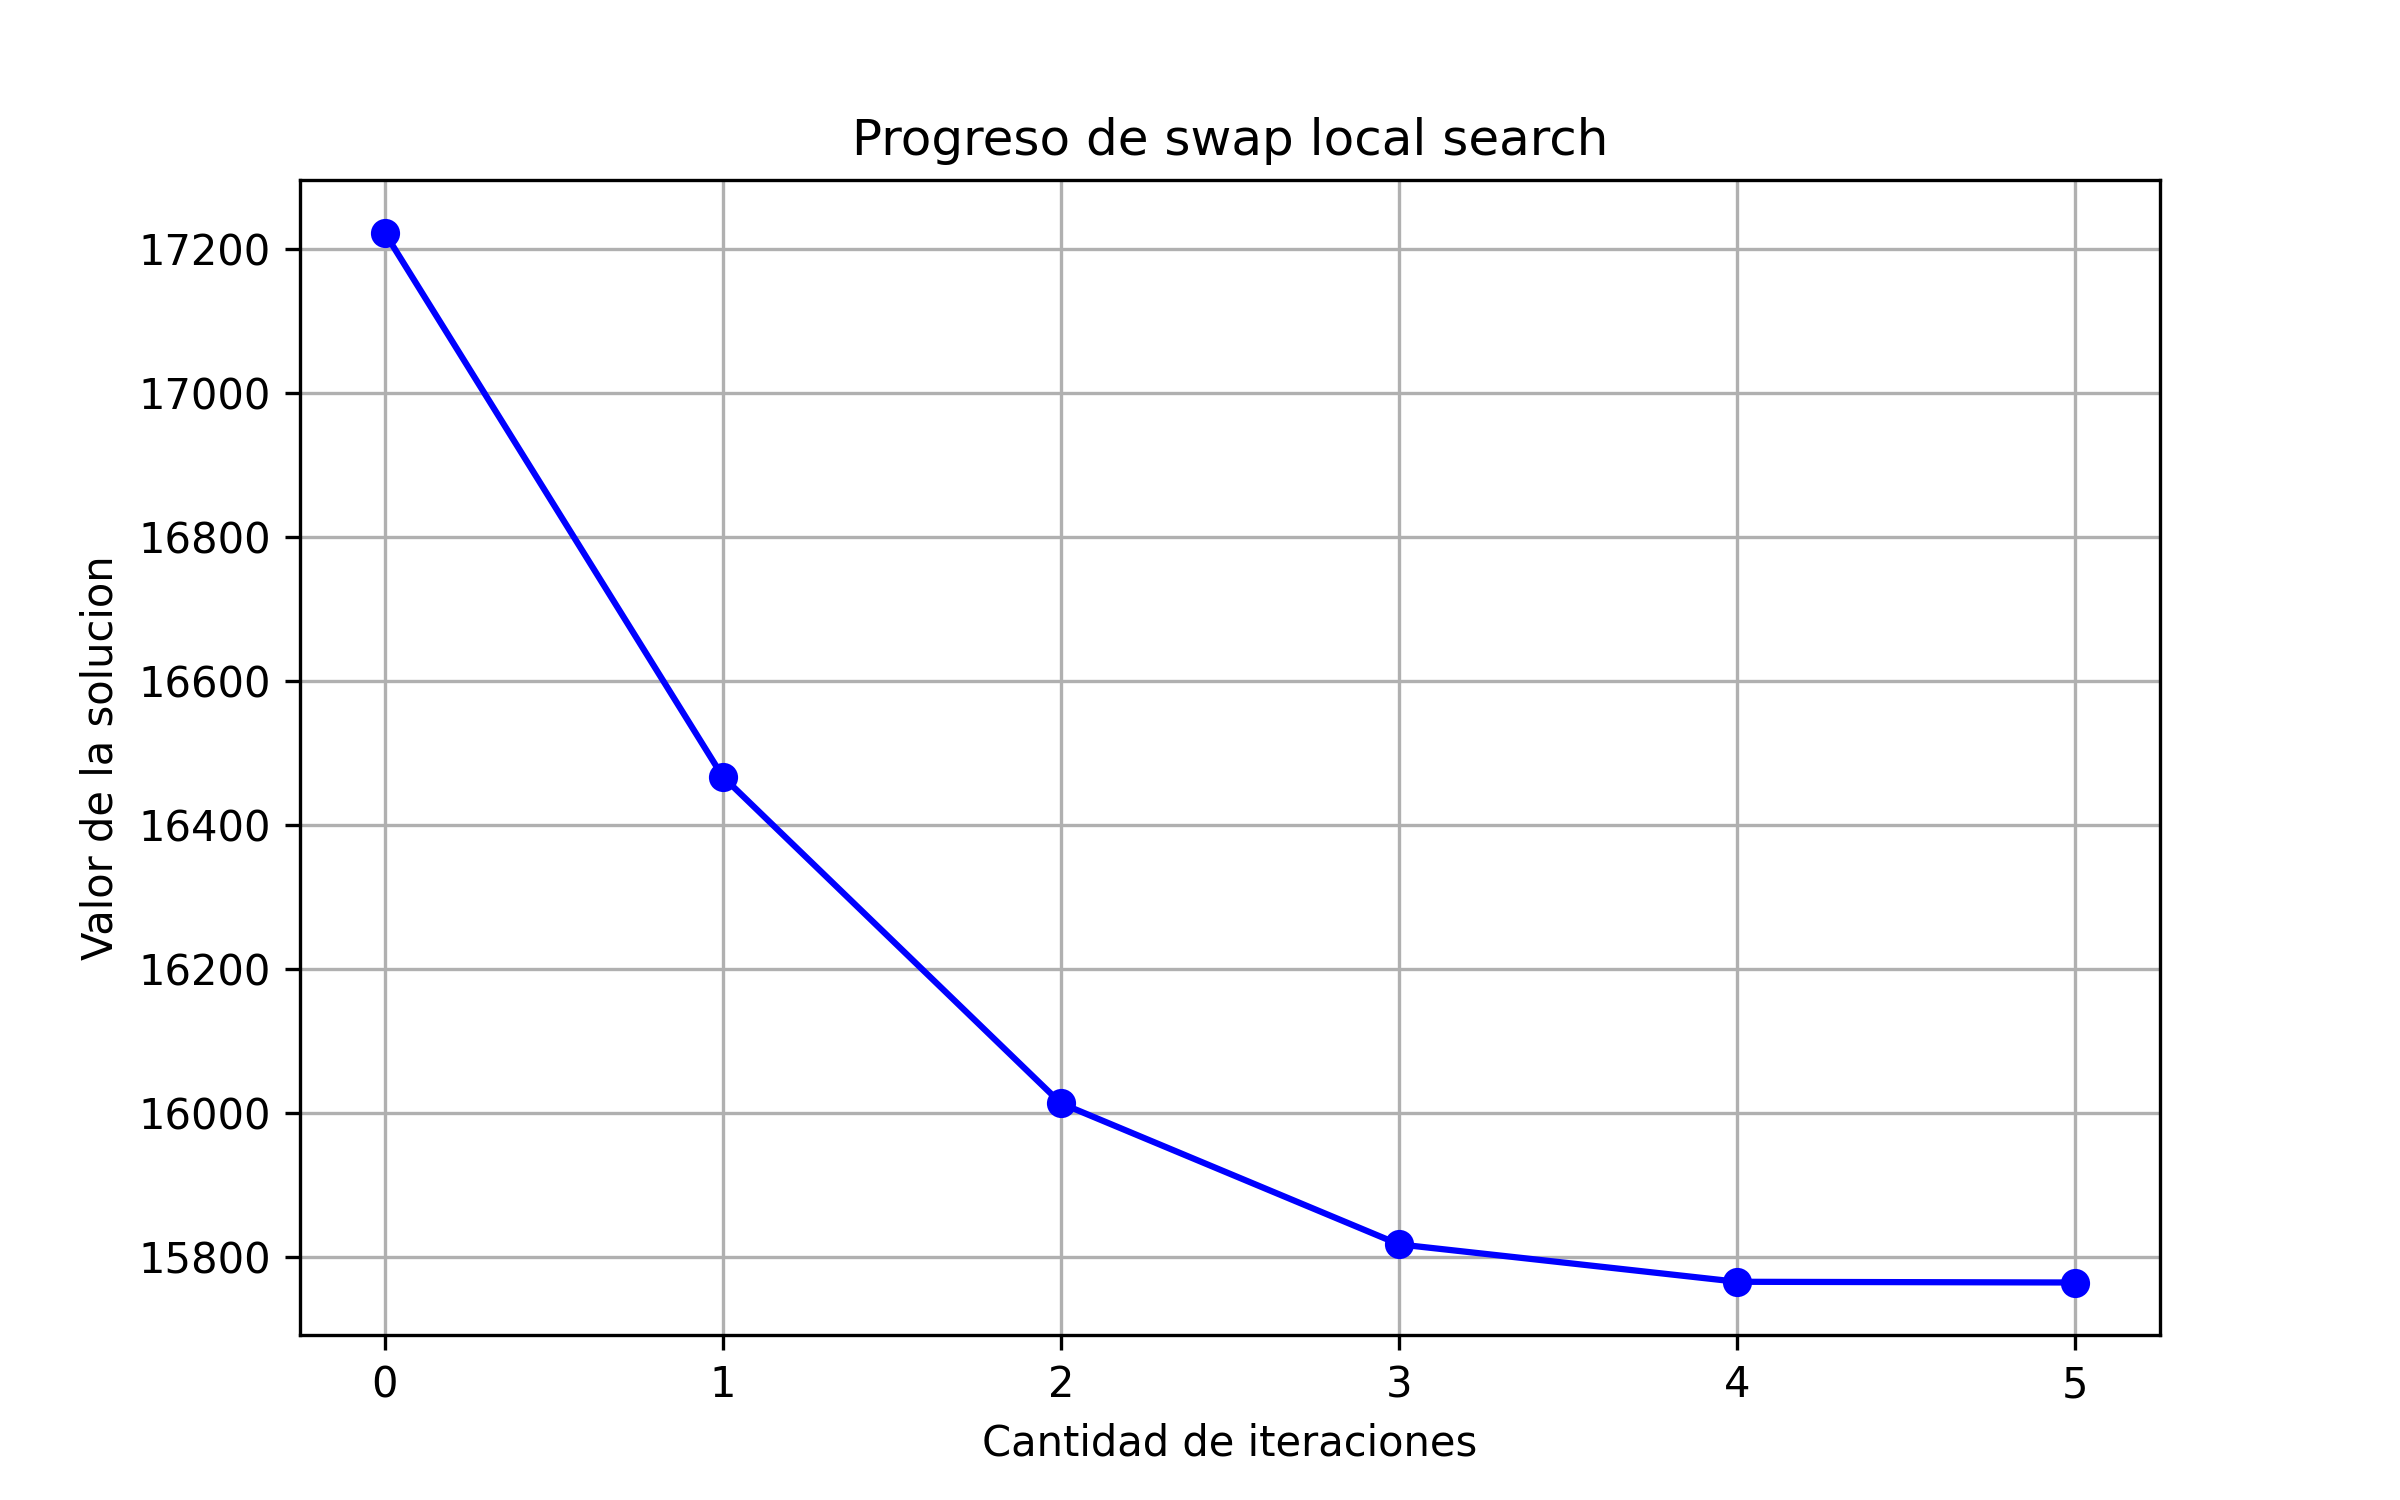 Progreso de swap local search
Valor de la solucion
17200
17000
16800
16600
16400
16200
16000
15800
0 1 2 3 4 5
Cantidad de iteraciones